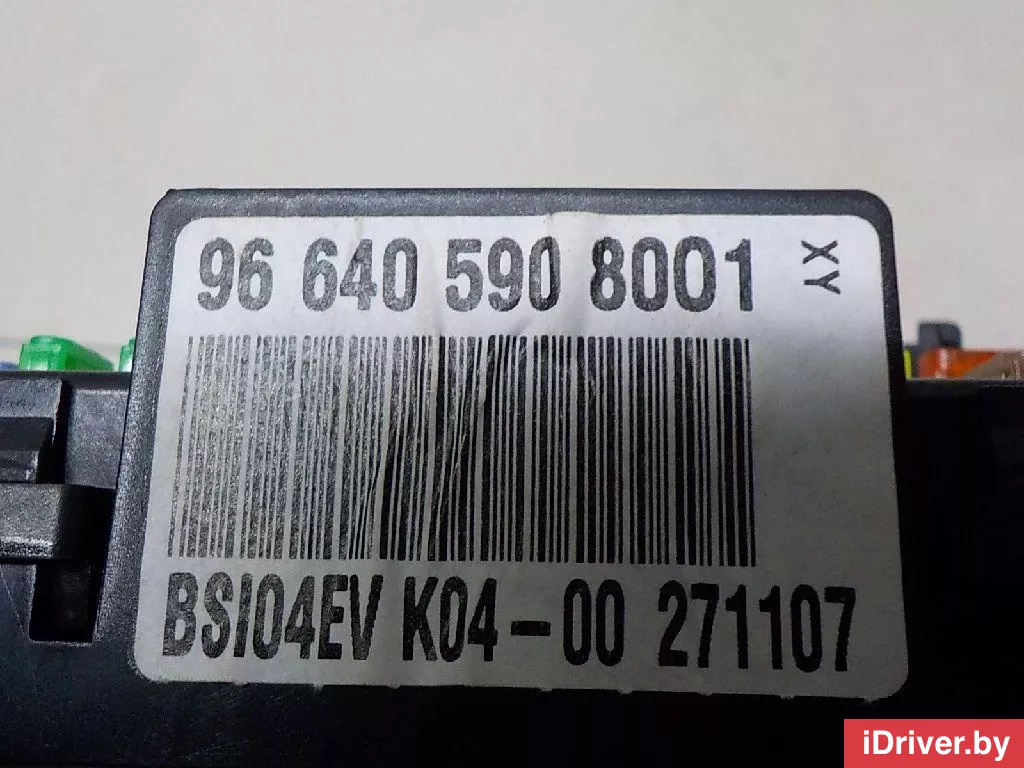 96 640 590 8001
XY
BSI04EV K04-00 271107
iDriver.by